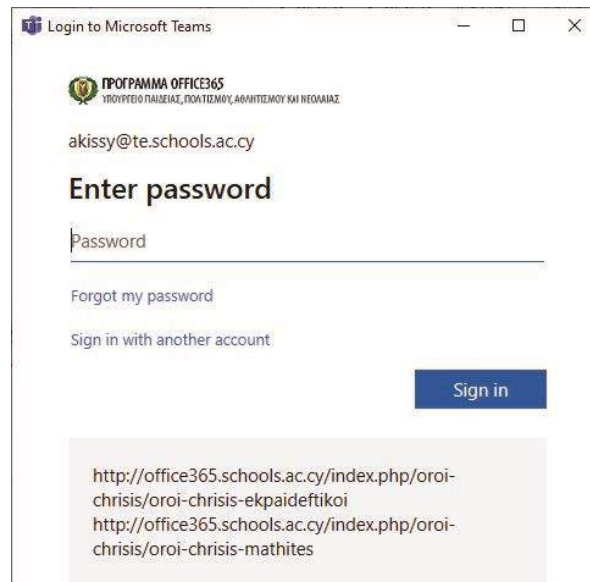 Login to Microsoft Teams
ΠΡΟΓΡΑΜΜΑ OFFICE365
ΥΠΟΥΡΓΕΙΟ ΠΑΙΔΕΙΑΣ, ΠΟΛΙΤΙΣΜΟΥ, ΑΘΛΗΤΙΣΜΟΥ ΚΑΙ ΝΕΟΛΑΙΑΣ
akissy@te.schools.ac.cy
Enter password
Password
Forgot my password
Sign in with another account
Sign in
http://office365.schools.ac.cy/index.php/oroi-
chrisis/oroi-chrisis-ekpaideftikoi
http://office365.schools.ac.cy/index.php/oroi-
chrisis/oroi-chrisis-mathites